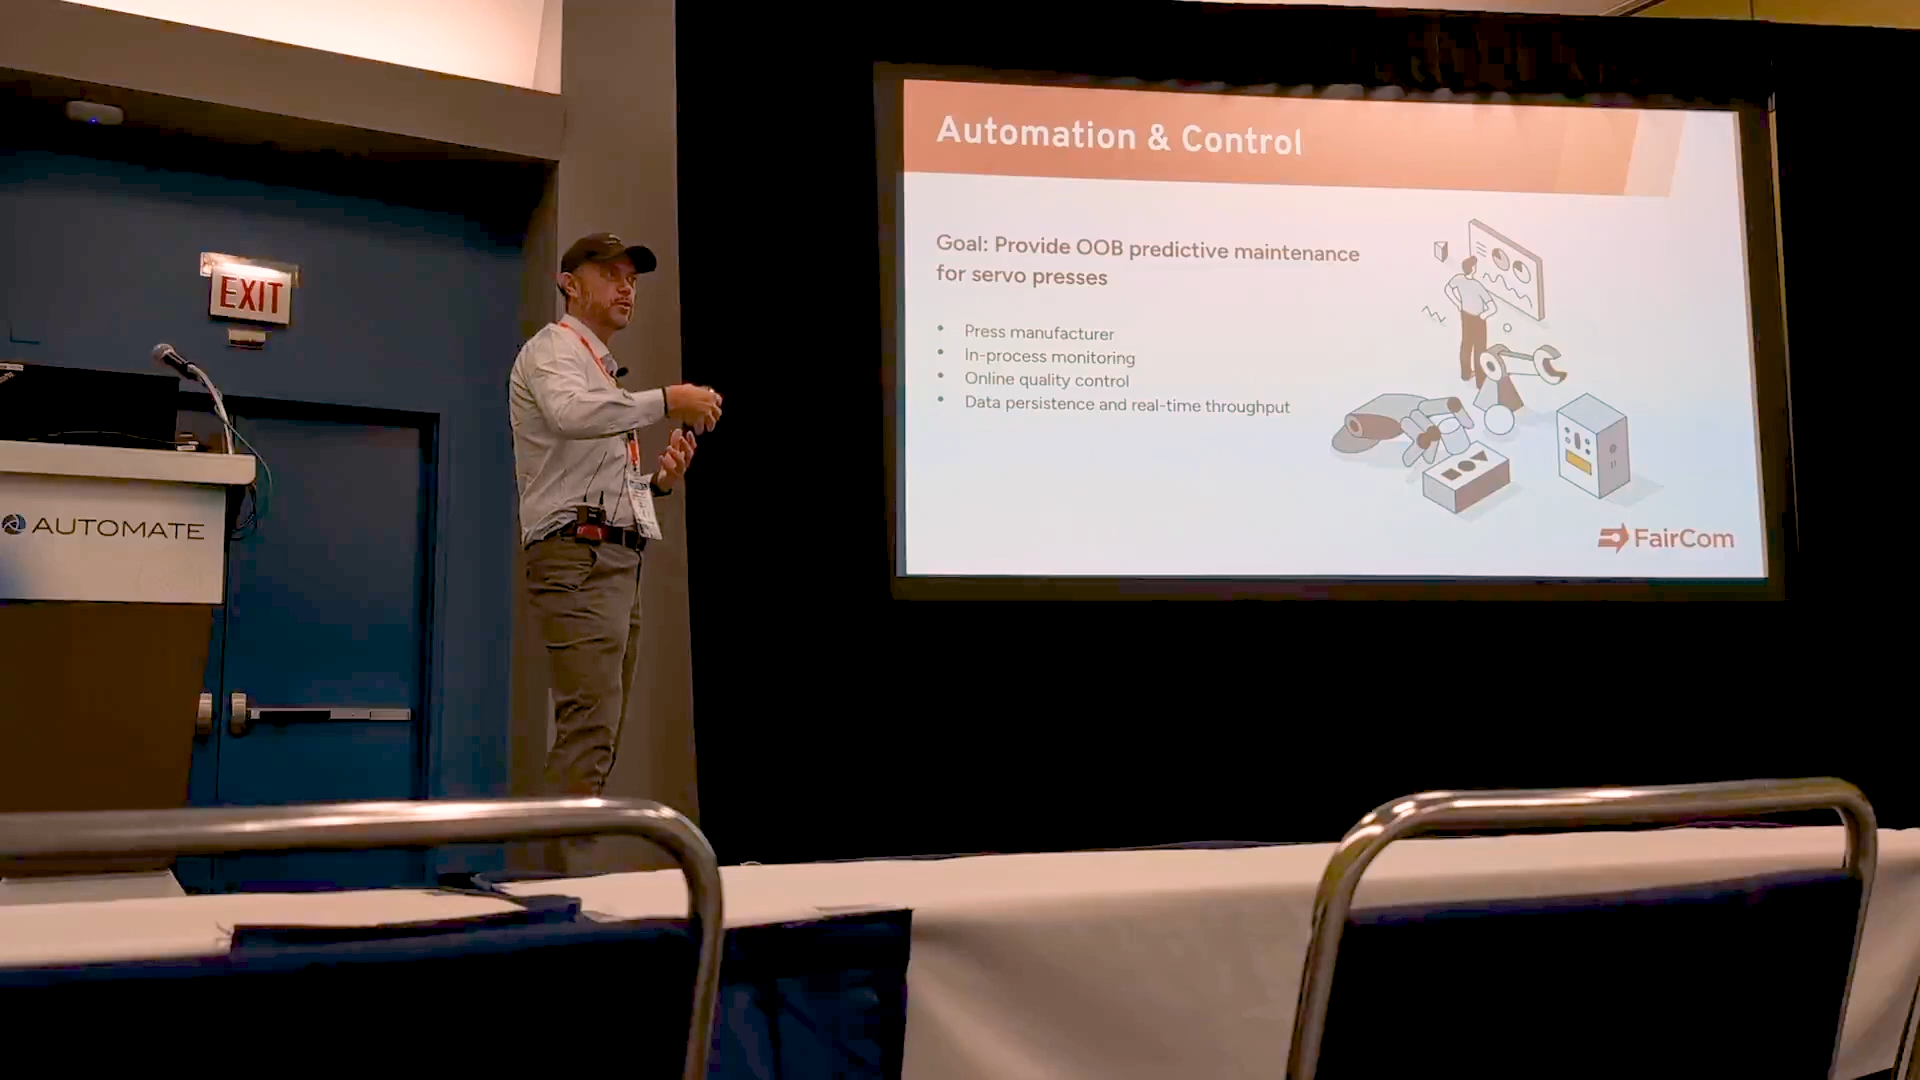 Automation & Control
Goal: Provide OOB predictive maintenance
for servo presses
• Press manufacturer
• In-process monitoring
• Online quality control
• Data persistence and real-time throughput
FairCom
EXIT
AUTOMATE